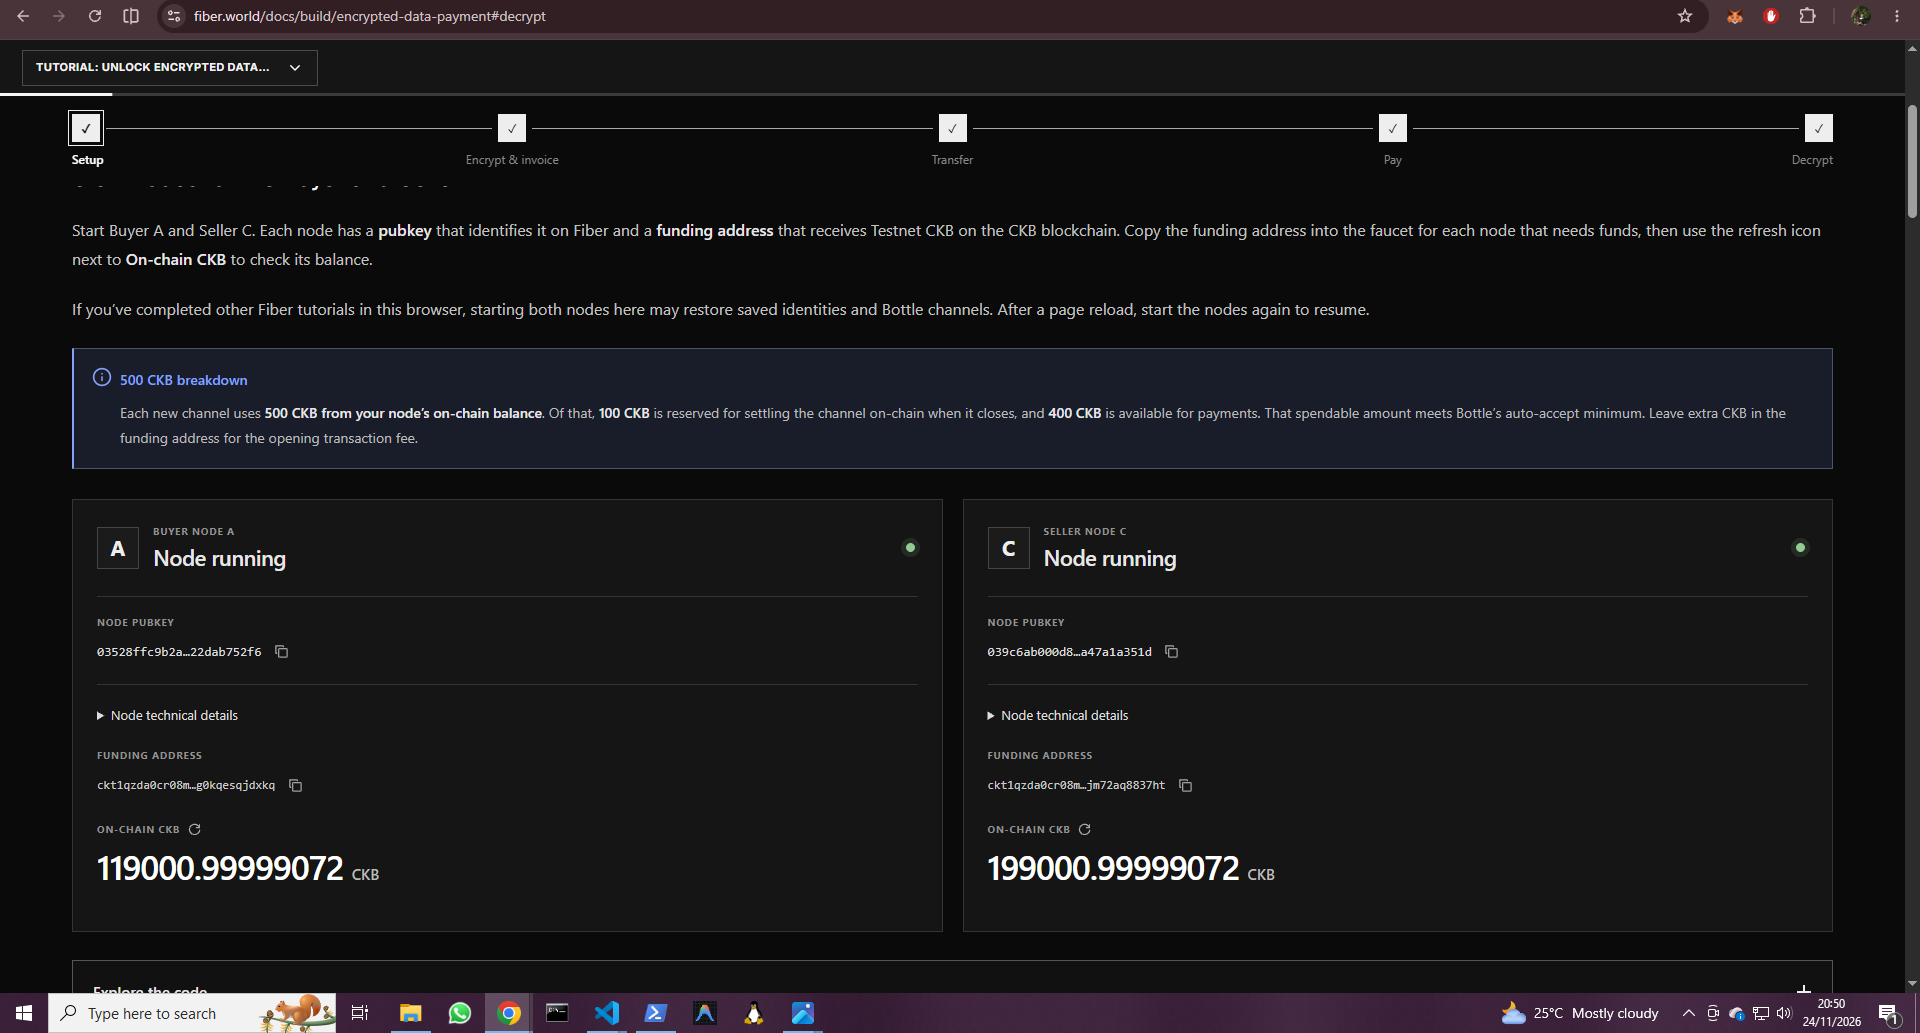 fiber.world/docs/build/encrypted-data-payment#decrypt
TUTORIAL: UNLOCK ENCRYPTED DATA...
Setup
Encrypt & invoice
Transfer
Pay
Decrypt
Start Buyer A and Seller C. Each node has a pubkey that identifies it on Fiber and a funding address that receives Testnet CKB on the CKB blockchain. Copy the funding address into the faucet for each node that needs funds, then use the refresh icon
next to On-chain CKB to check its balance.
If you've completed other Fiber tutorials in this browser, starting both nodes here may restore saved identities and Bottle channels. After a page reload, start the nodes again to resume.
500 CKB breakdown
Each new channel uses 500 CKB from your node's on-chain balance. Of that, 100 CKB is reserved for settling the channel on-chain when it closes, and 400 CKB is available for payments. That spendable amount meets Bottle's auto-accept minimum. Leave extra CKB in the
funding address for the opening transaction fee.
A
BUYER NODE A
Node running
NODE PUBKEY
03528ffc9b2a…22dab752f6
Node technical details
FUNDING ADDRESS
ckt1qzda0cr08m…g0kqesqjdxkq
ON-CHAIN CKB
119000.99999072 CKB
C
SELLER NODE C
Node running
NODE PUBKEY
039c6ab000d8…a47a1a351d
Node technical details
FUNDING ADDRESS
ckt1qzda0cr08m…jm72aq8837ht
ON-CHAIN CKB
199000.99999072 CKB
Explore the code
Type here to search
25°C Mostly cloudy
20:50
24/11/2026
1